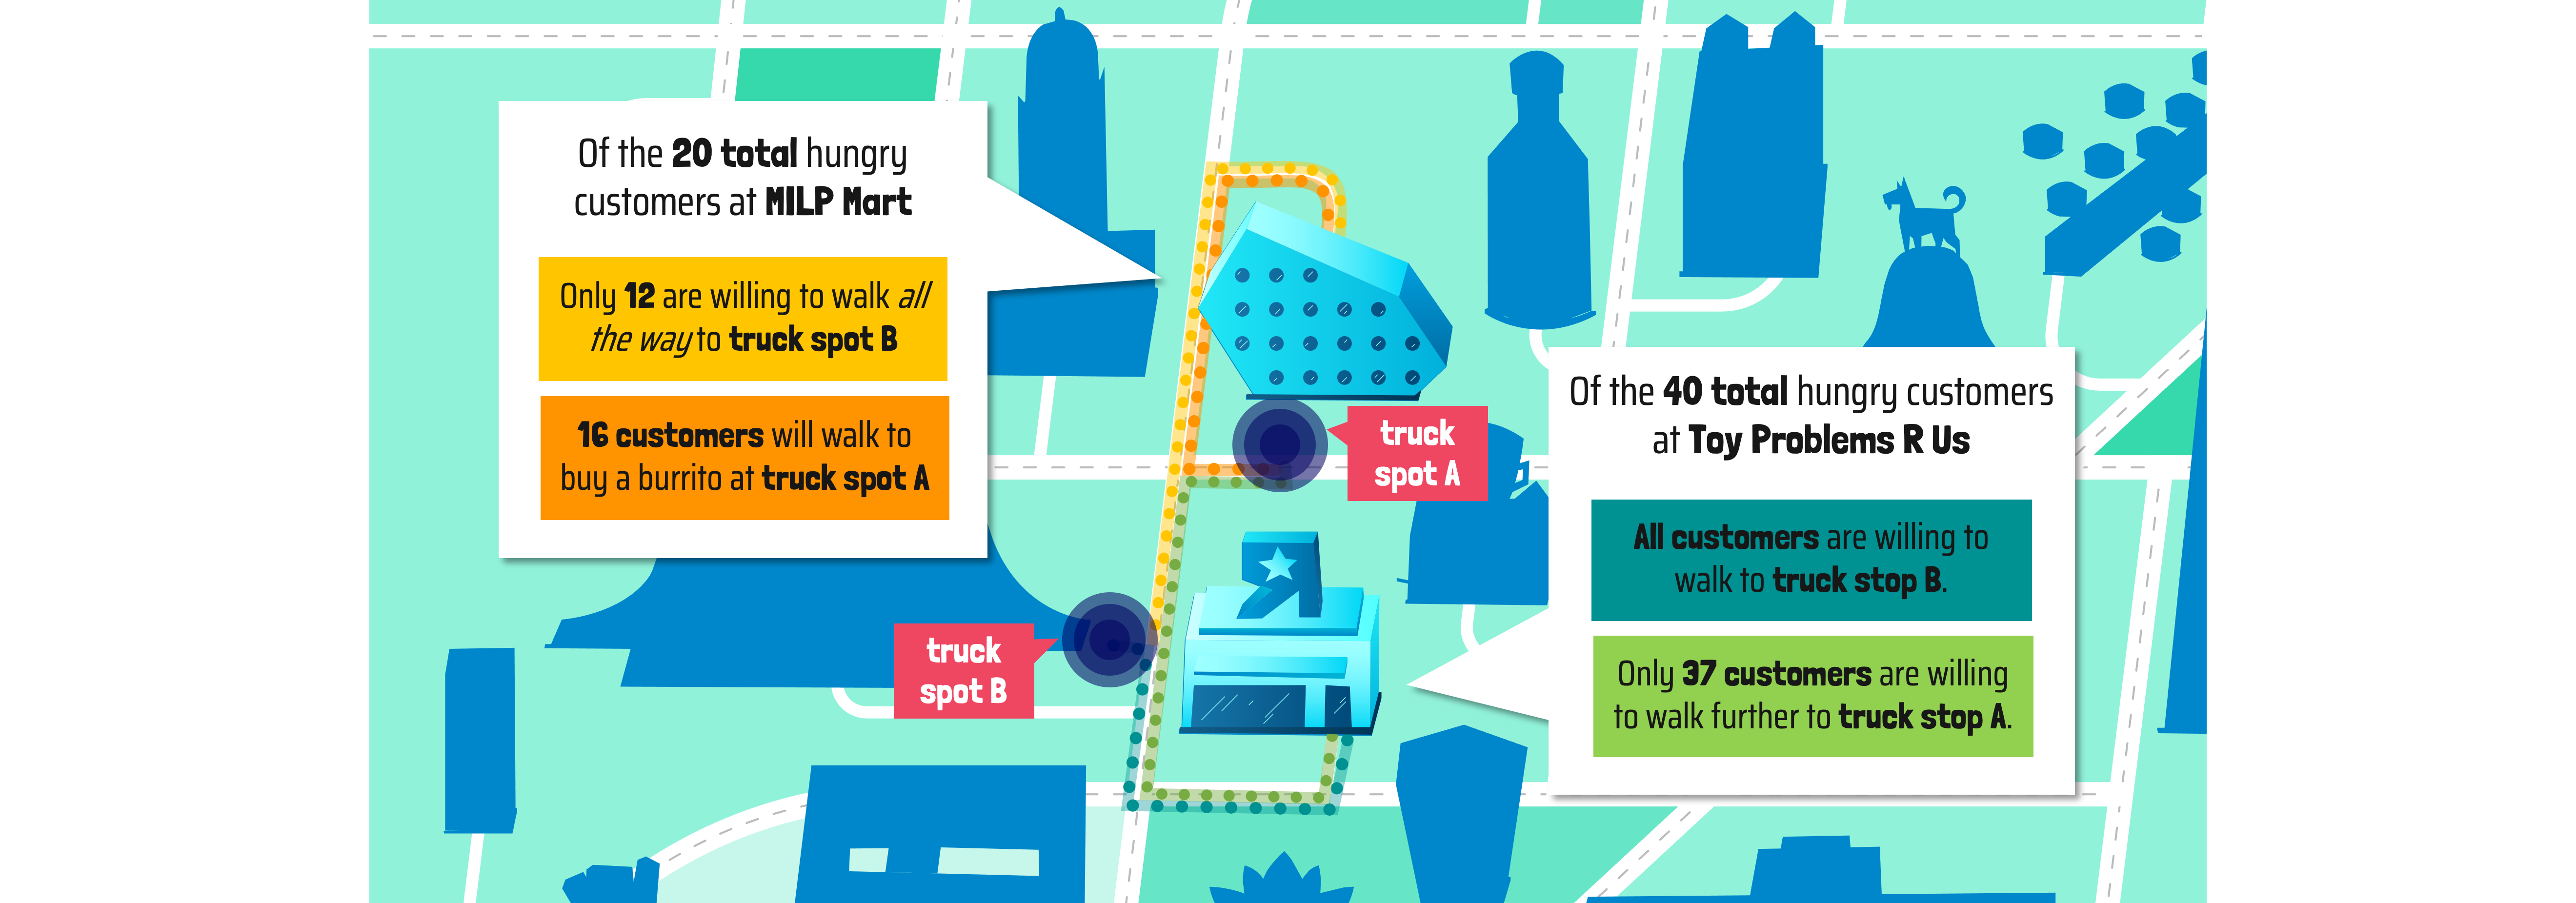 Of the 20 total hungry
customers at MILP Mart
Only 12 are willing to walk all
the way to truck spot B
16 customers will walk to
buy a burrito at truck spot A
truck
spot A
Of the 40 total hungry customers
at Toy Problems R Us
All customers are willing to
walk to truck stop B.
Only 37 customers are willing
to walk further to truck stop A.
truck
spot B
R